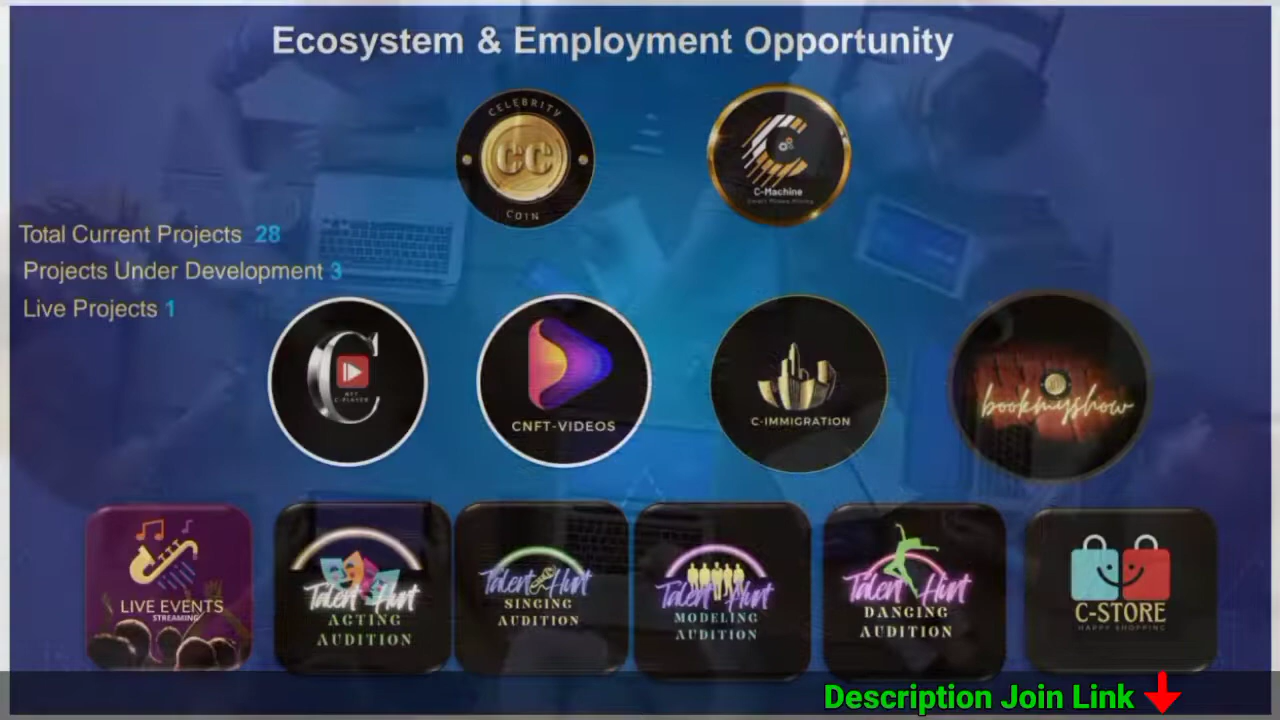 Ecosystem & Employment Opportunity
CELEBRITY
CC
COIN
C-Machine
Total Current Projects 28
Projects Under Development 3
Live Projects 1
C-PLAYER
CNFT-VIDEOS
C-IMMIGRATION
bookmyshow
LIVE EVENTS
STREAMING
Talent Hunt
ACTING
AUDITION
Talent Hunt
SINGING
AUDITION
Talent Hunt
MODELING
AUDITION
Talent Hunt
DANCING
AUDITION
C-STORE
HAPPY SHOPPING
Description Join Link